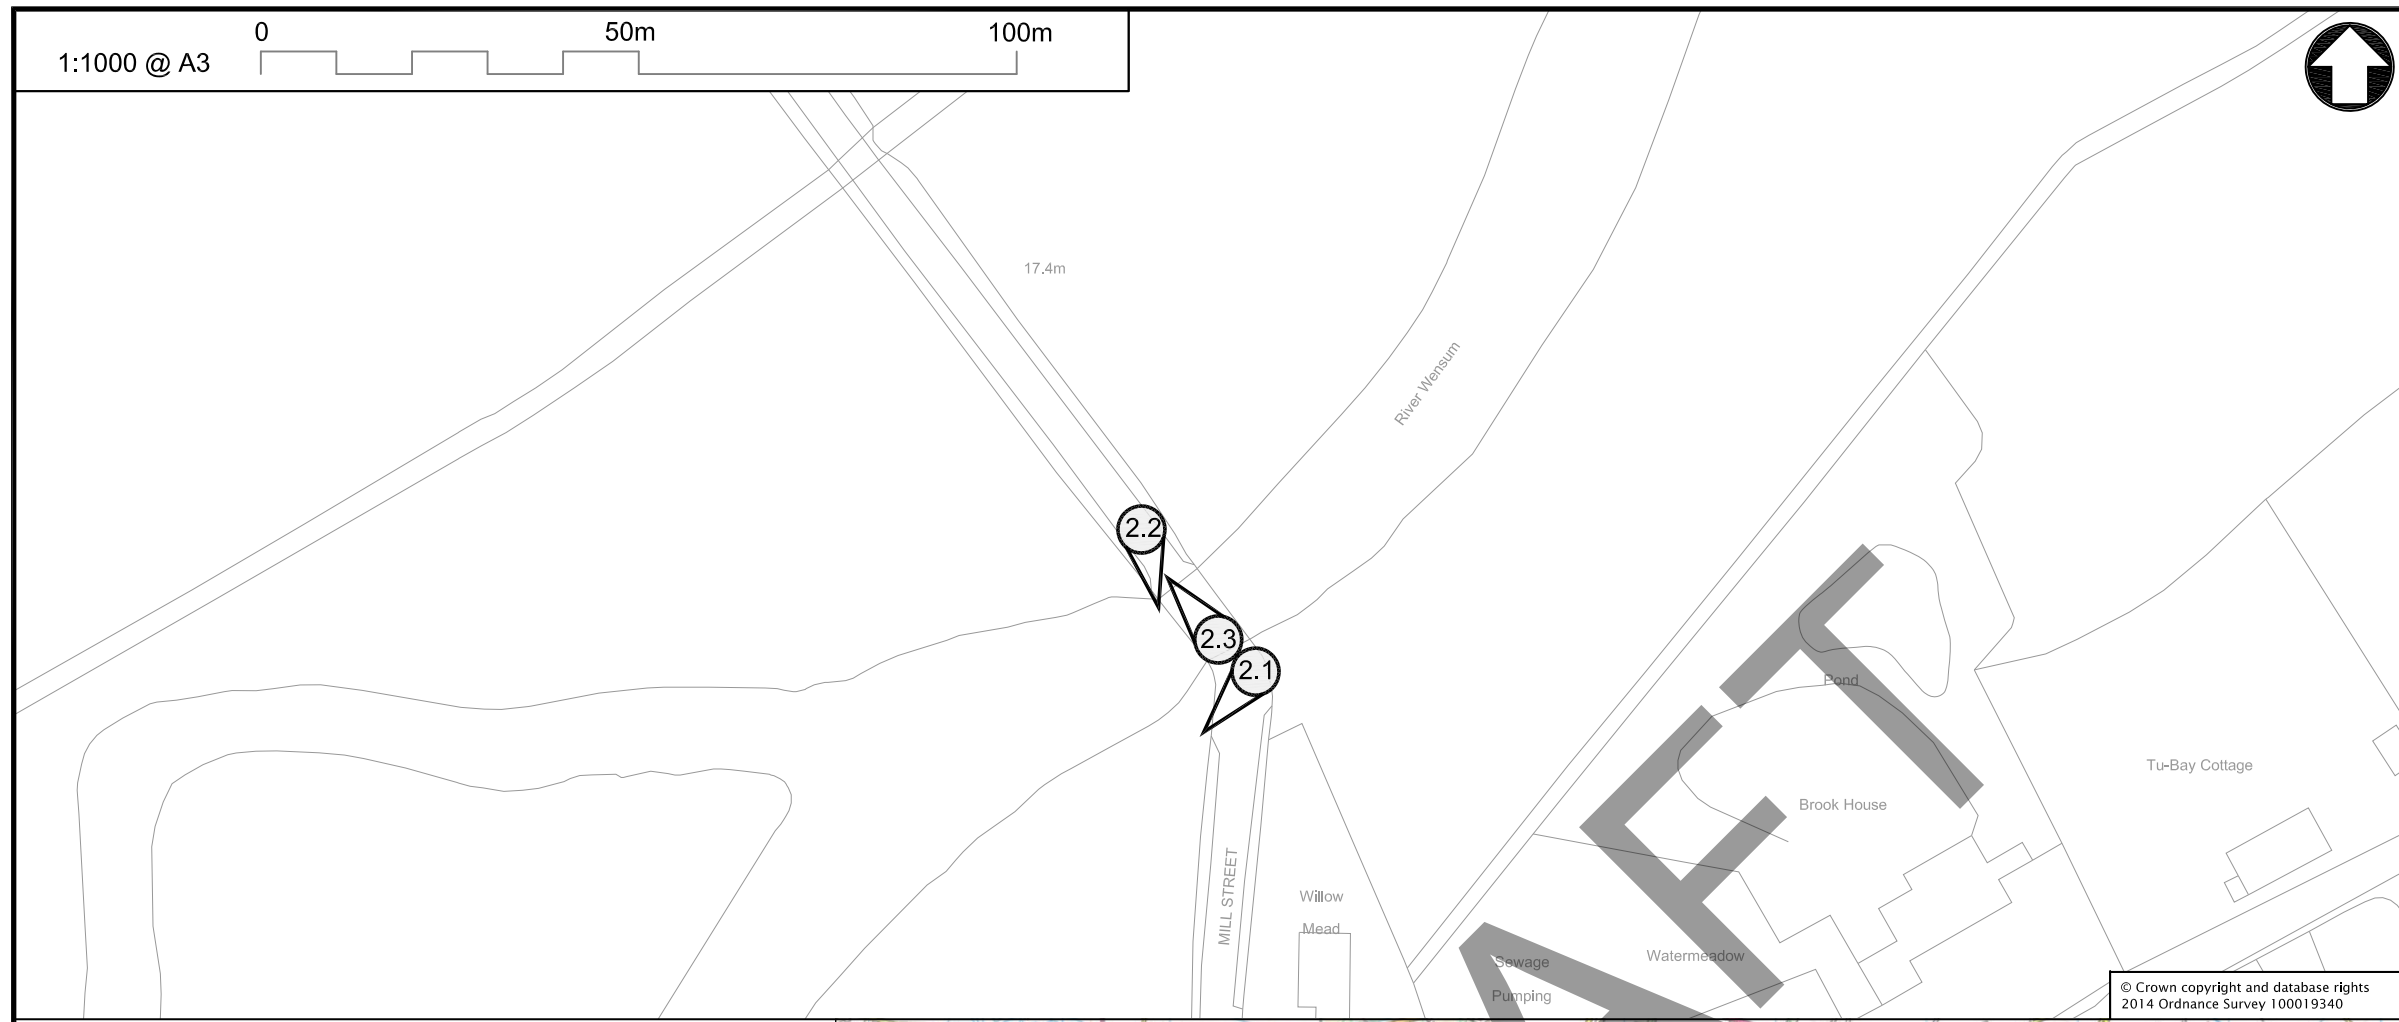 0 50m 100m
1:1000 @ A3
17.4m
River Wensum
2.2
2.3
2.1
Pond
Tu-Bay Cottage
Brook House
MILL STREET
Willow
Mead
Watermeadow
Sewage
Pumping
© Crown copyright and database rights
2014 Ordnance Survey 100019340